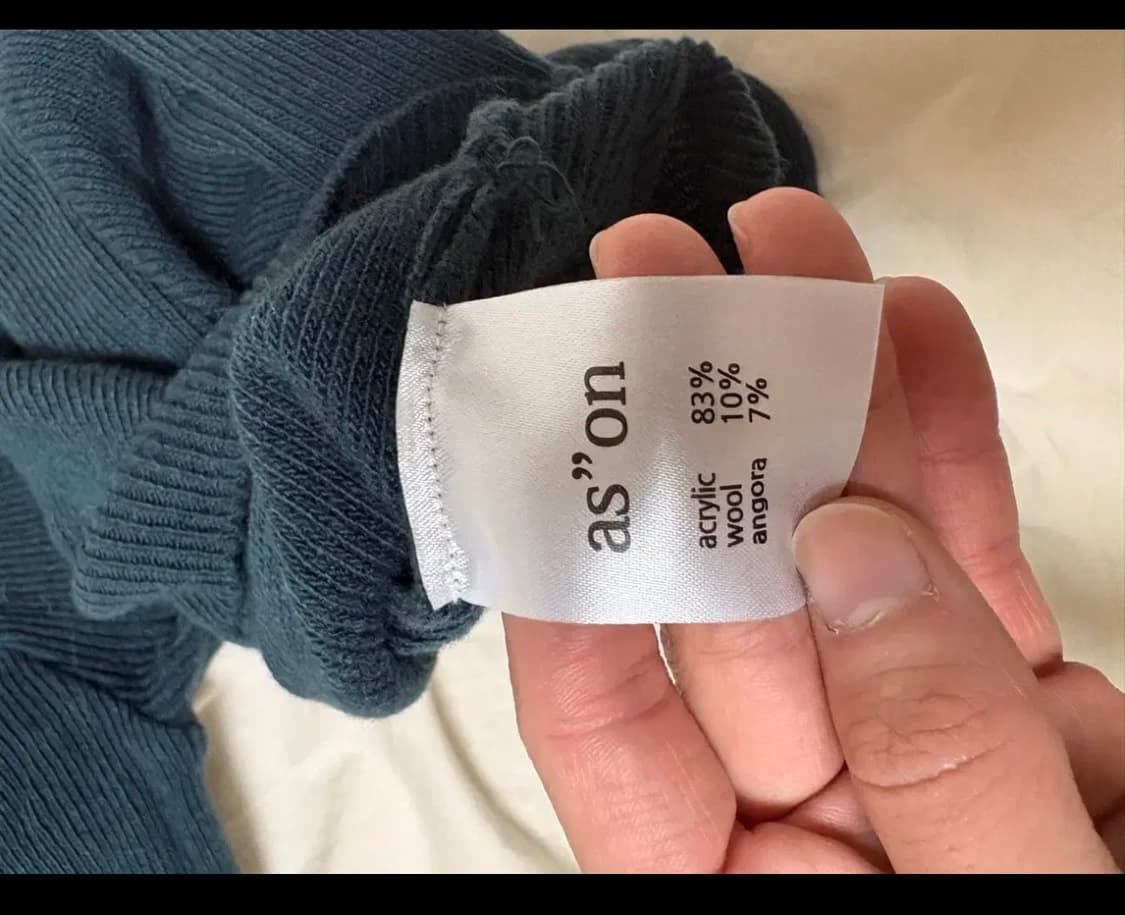 as”on
acrylic 83%
wool 10%
angora 7%